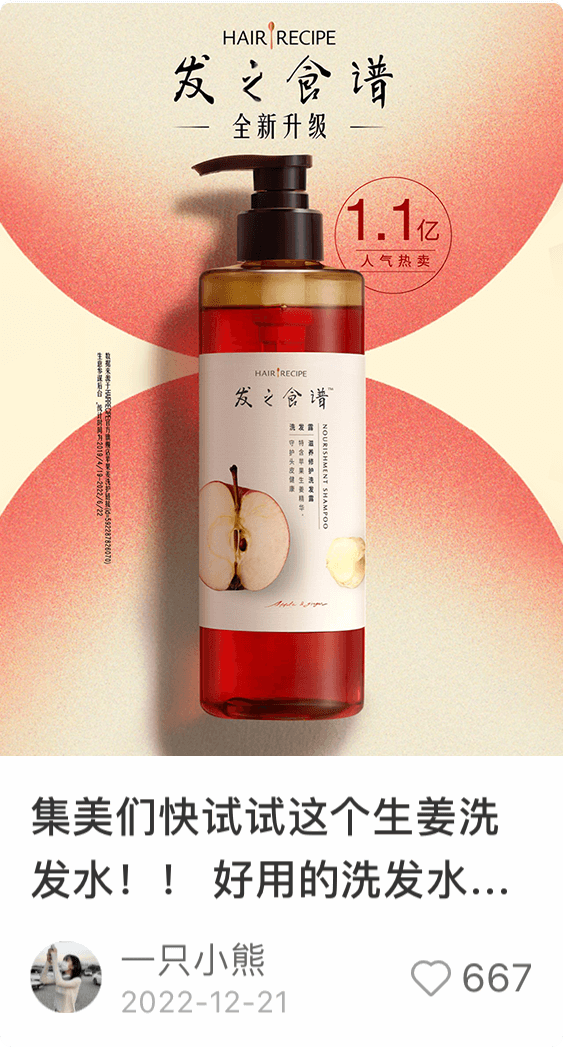 HAIR RECIPE
发之食谱
全新升级
1.1亿
人气热卖
HAIR RECIPE
发之食谱™
洗发露
滋养修护洗发露
特含苹果生姜精华，
守护头皮健康
NOURISHMENT SHAMPOO
Apple & Ginger
集美们快试试这个生姜洗
发水！！ 好用的洗发水...
一只小熊
2022-12-21
667